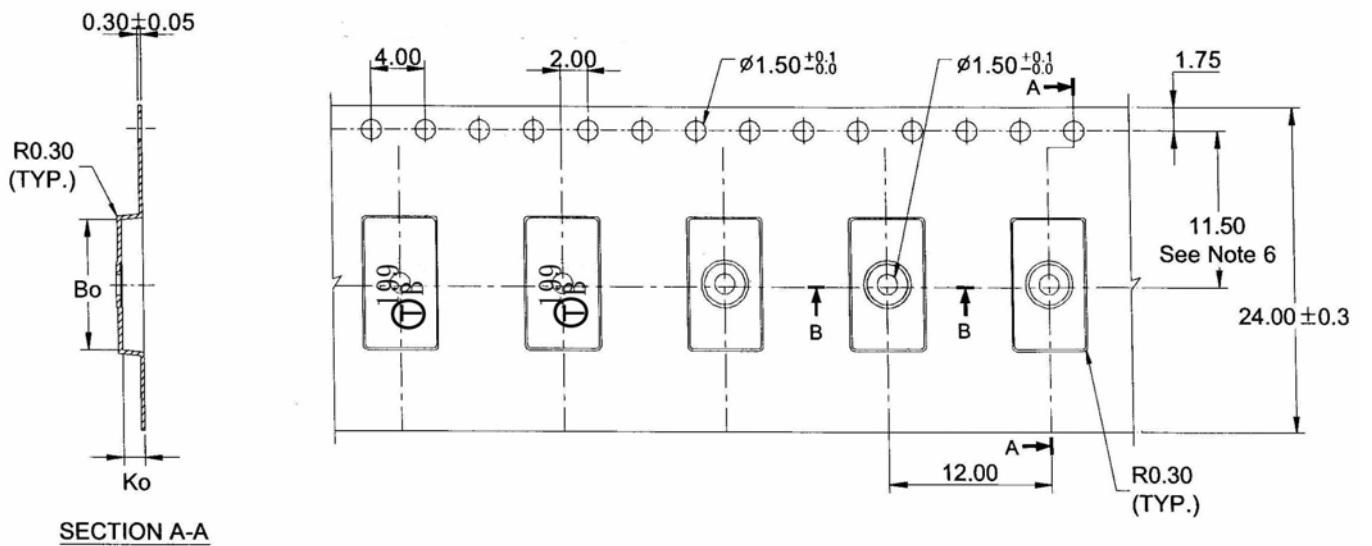 0.30±0.05
4.00
2.00
ø1.50 +0.1 -0.0
ø1.50 +0.1 -0.0
1.75
A
R0.30
(TYP.)
11.50
See Note 6
Bo
199
B
T
199
B
T
B
B
24.00±0.3
A
12.00
R0.30
(TYP.)
Ko
SECTION A-A